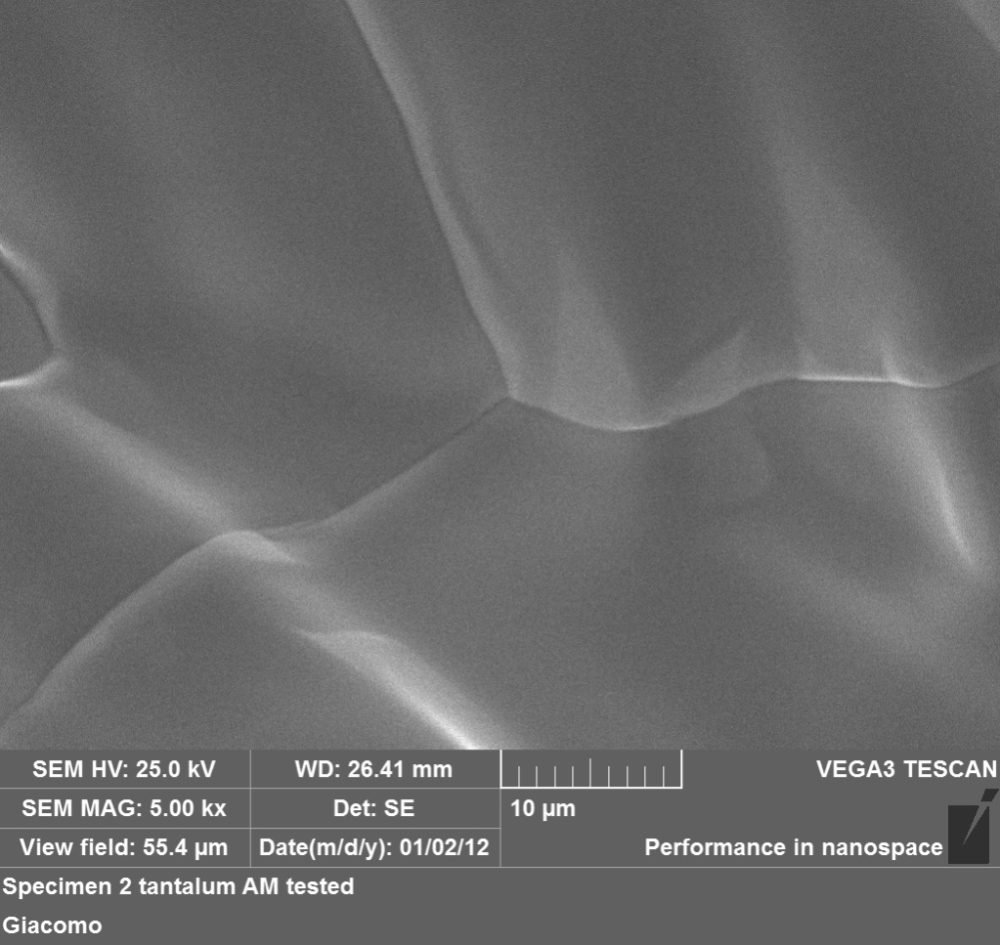 SEM HV: 25.0 kV WD: 26.41 mm VEGA3 TESCAN
SEM MAG: 5.00 kx Det: SE 10 µm
View field: 55.4 µm Date(m/d/y): 01/02/12 Performance in nanospace
Specimen 2 tantalum AM tested
Giacomo